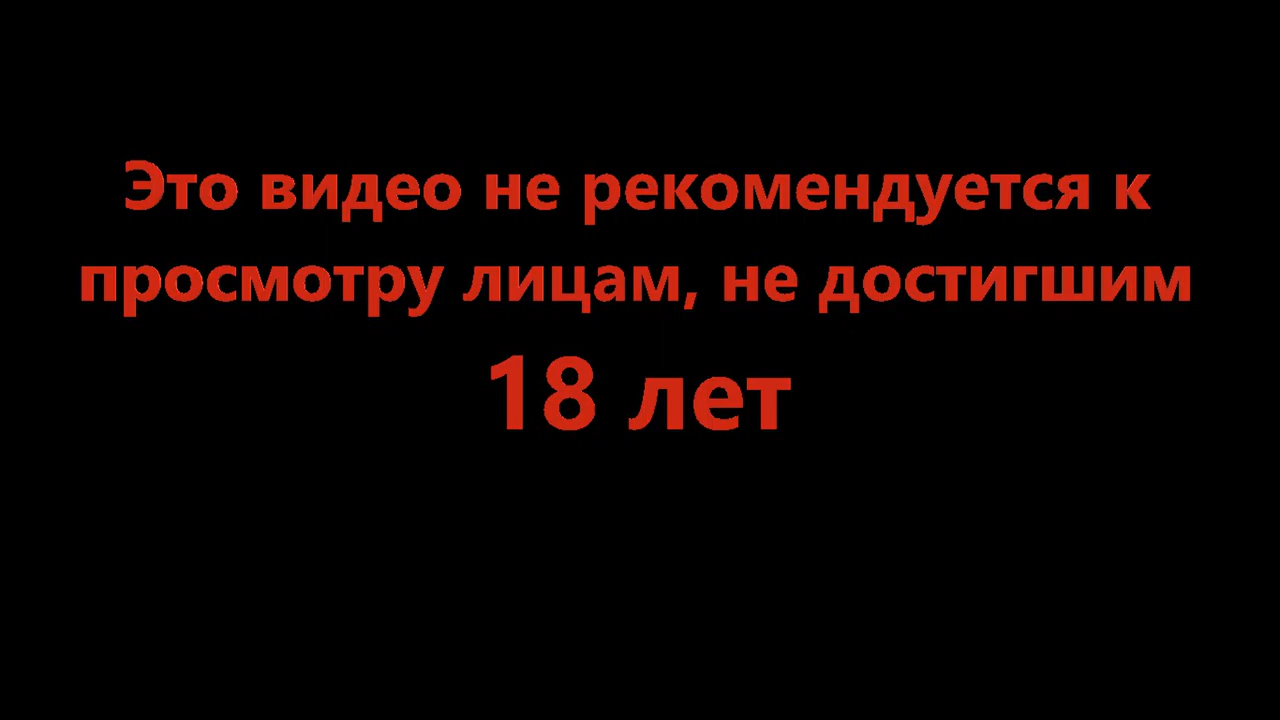 Это видео не рекомендуется к
просмотру лицам, не достигшим
18 лет